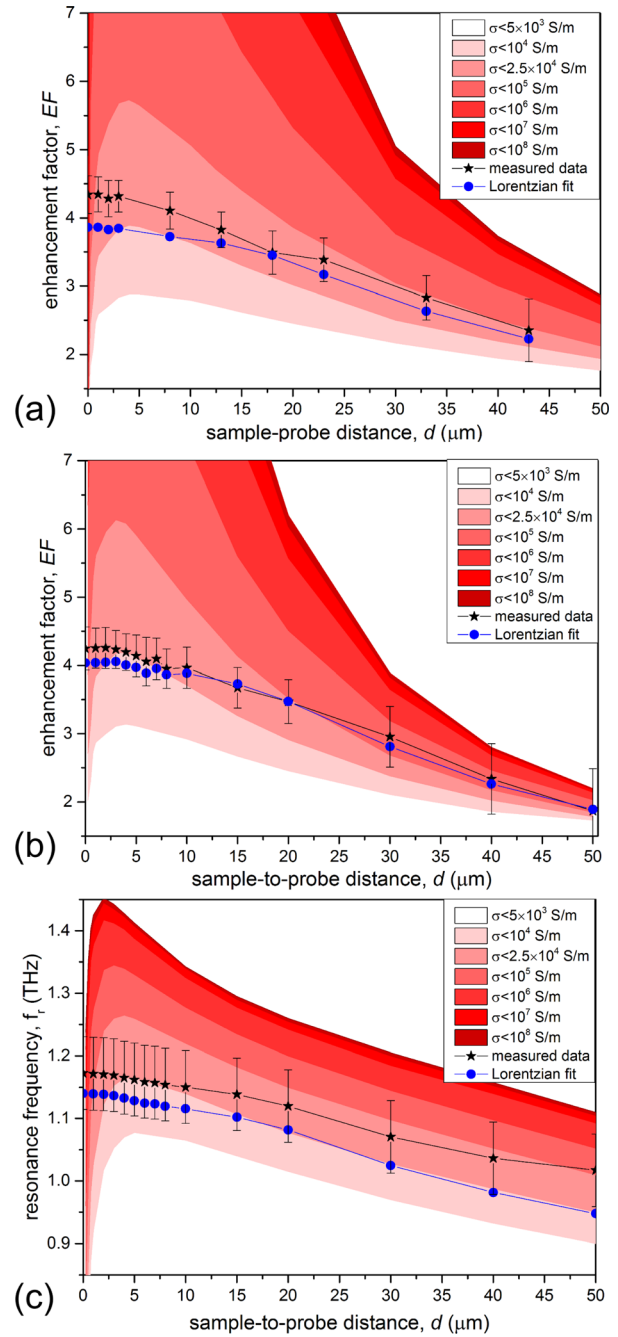 (a)
enhancement factor, EF
7
6
5
4
3
2
σ<5×10³ S/m
σ<10⁴ S/m
σ<2.5×10⁴ S/m
σ<10⁵ S/m
σ<10⁶ S/m
σ<10⁷ S/m
σ<10⁸ S/m
measured data
Lorentzian fit
0 5 10 15 20 25 30 35 40 45 50
sample-probe distance, d (μm)
(b)
enhancement factor, EF
7
6
5
4
3
2
σ<5×10³ S/m
σ<10⁴ S/m
σ<2.5×10⁴ S/m
σ<10⁵ S/m
σ<10⁶ S/m
σ<10⁷ S/m
σ<10⁸ S/m
measured data
Lorentzian fit
0 5 10 15 20 25 30 35 40 45 50
sample-to-probe distance, d (μm)
(c)
resonance frequency, fᵣ (THz)
1.4
1.3
1.2
1.1
1.0
0.9
σ<5×10³ S/m
σ<10⁴ S/m
σ<2.5×10⁴ S/m
σ<10⁵ S/m
σ<10⁶ S/m
σ<10⁷ S/m
σ<10⁸ S/m
measured data
Lorentzian fit
0 5 10 15 20 25 30 35 40 45 50
sample-to-probe distance, d (μm)